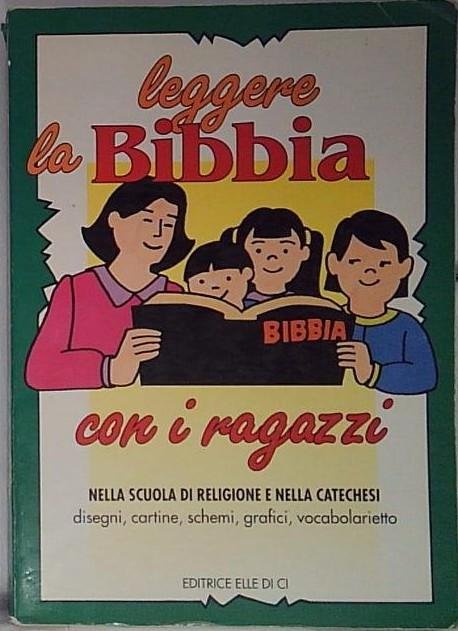 leggere
la Bibbia
BIBBIA
con i ragazzi
NELLA SCUOLA DI RELIGIONE E NELLA CATECHESI
disegni, cartine, schemi, grafici, vocabolarietto
EDITRICE ELLE DI CI